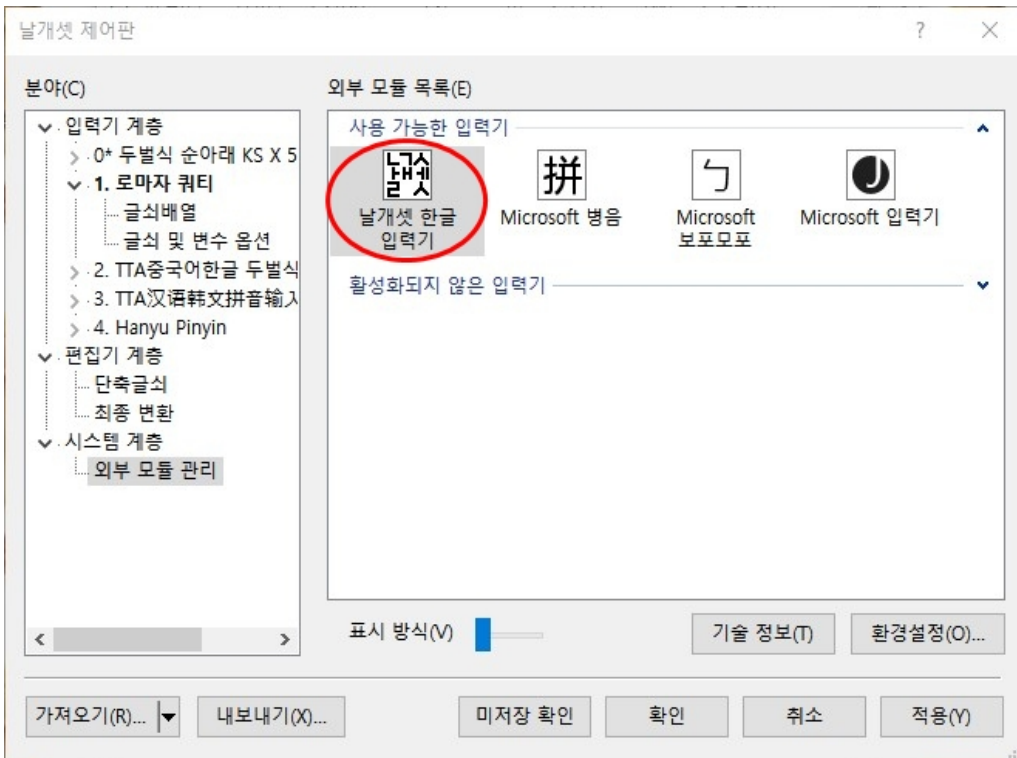 날개셋 제어판
분야(C)
입력기 계층
0* 두벌식 순아래 KS X 5
1. 로마자 쿼티
글쇠배열
글쇠 및 변수 옵션
2. TTA중국어한글 두벌식
3. TTA汉语韩文拼音输入
4. Hanyu Pinyin
편집기 계층
단축글쇠
최종 변환
시스템 계층
외부 모듈 관리
외부 모듈 목록(E)
사용 가능한 입력기
날개셋
날개셋 한글
입력기
拼
Microsoft 병음
ㄅ
Microsoft
보포모포
J
Microsoft 입력기
활성화되지 않은 입력기
표시 방식(V)
기술 정보(T)
환경설정(O)...
가져오기(R)...
내보내기(X)...
미저장 확인
확인
취소
적용(Y)